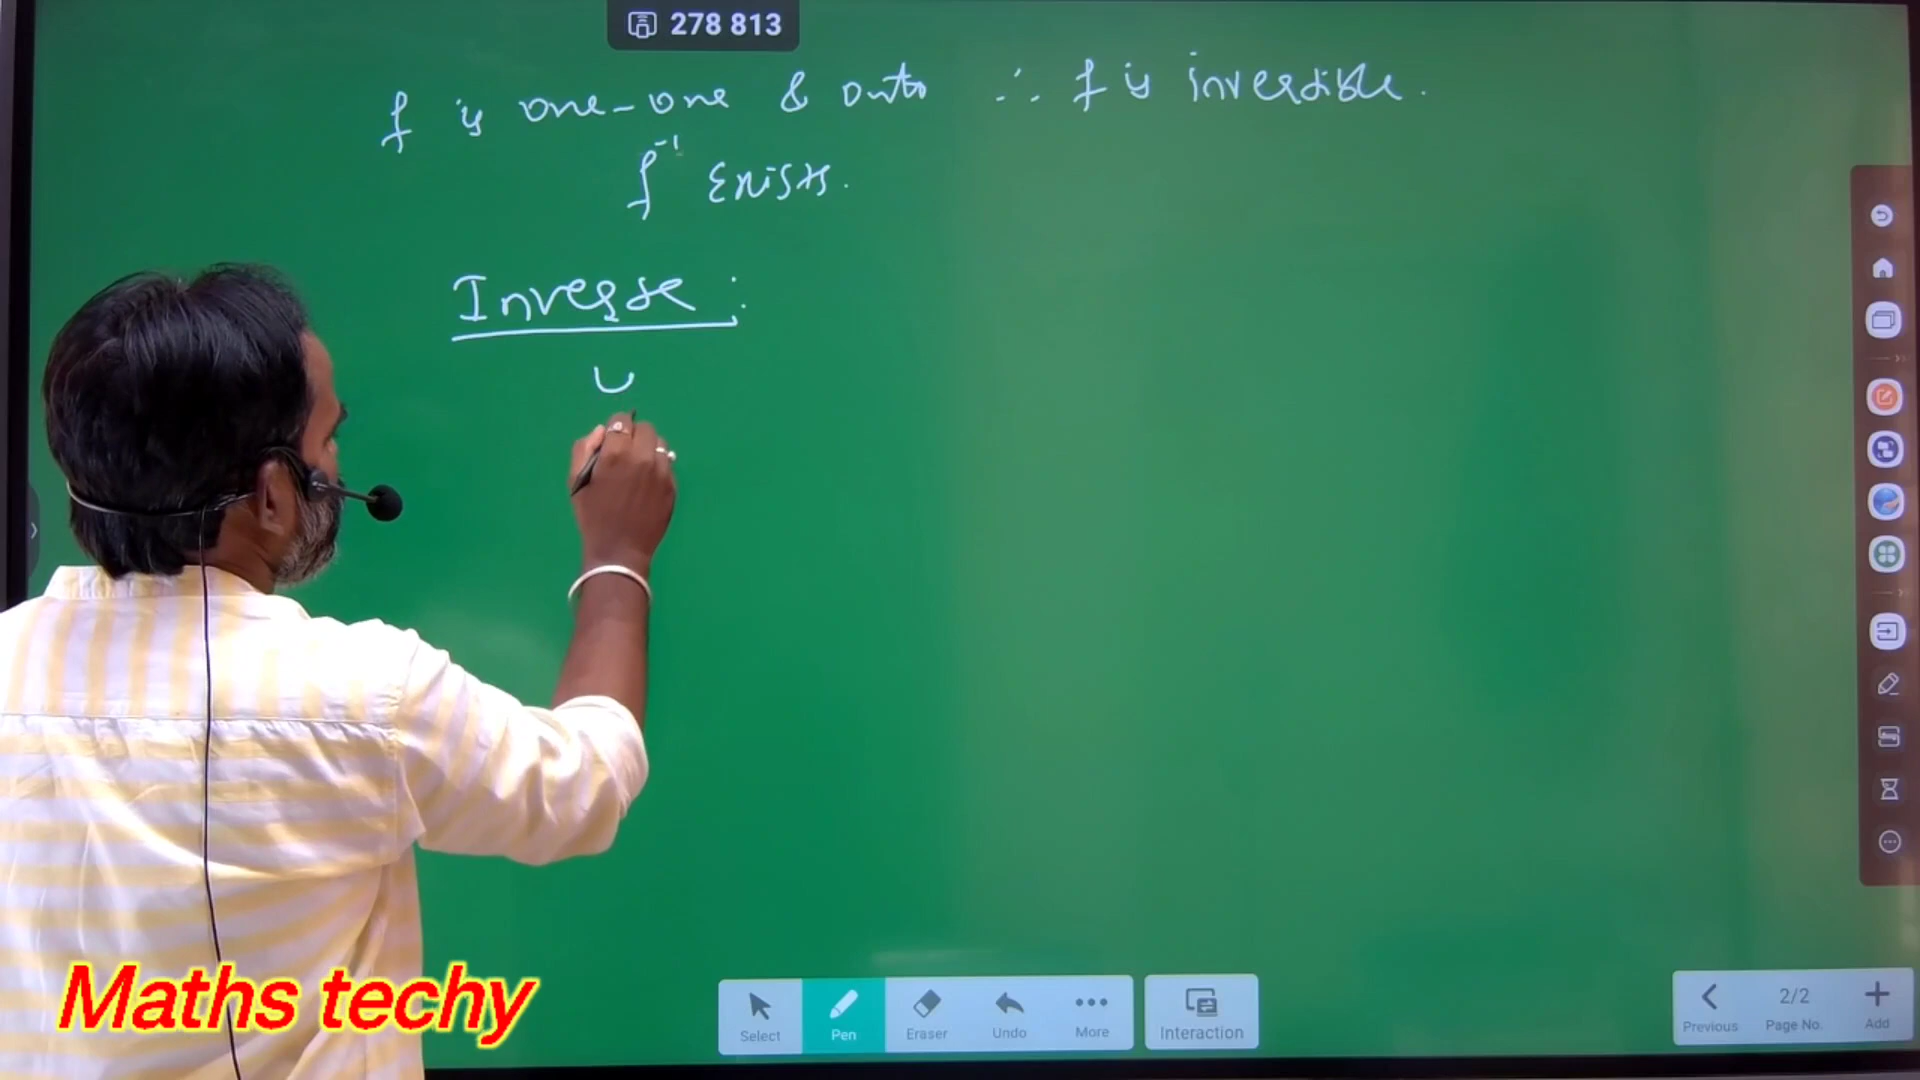 278 813
f is one-one & onto ∴ f is invertible.
f⁻¹ Exists.
Inverse :
Maths techy
Select Pen Eraser Undo More Interaction
Previous 2/2 Page No. Add